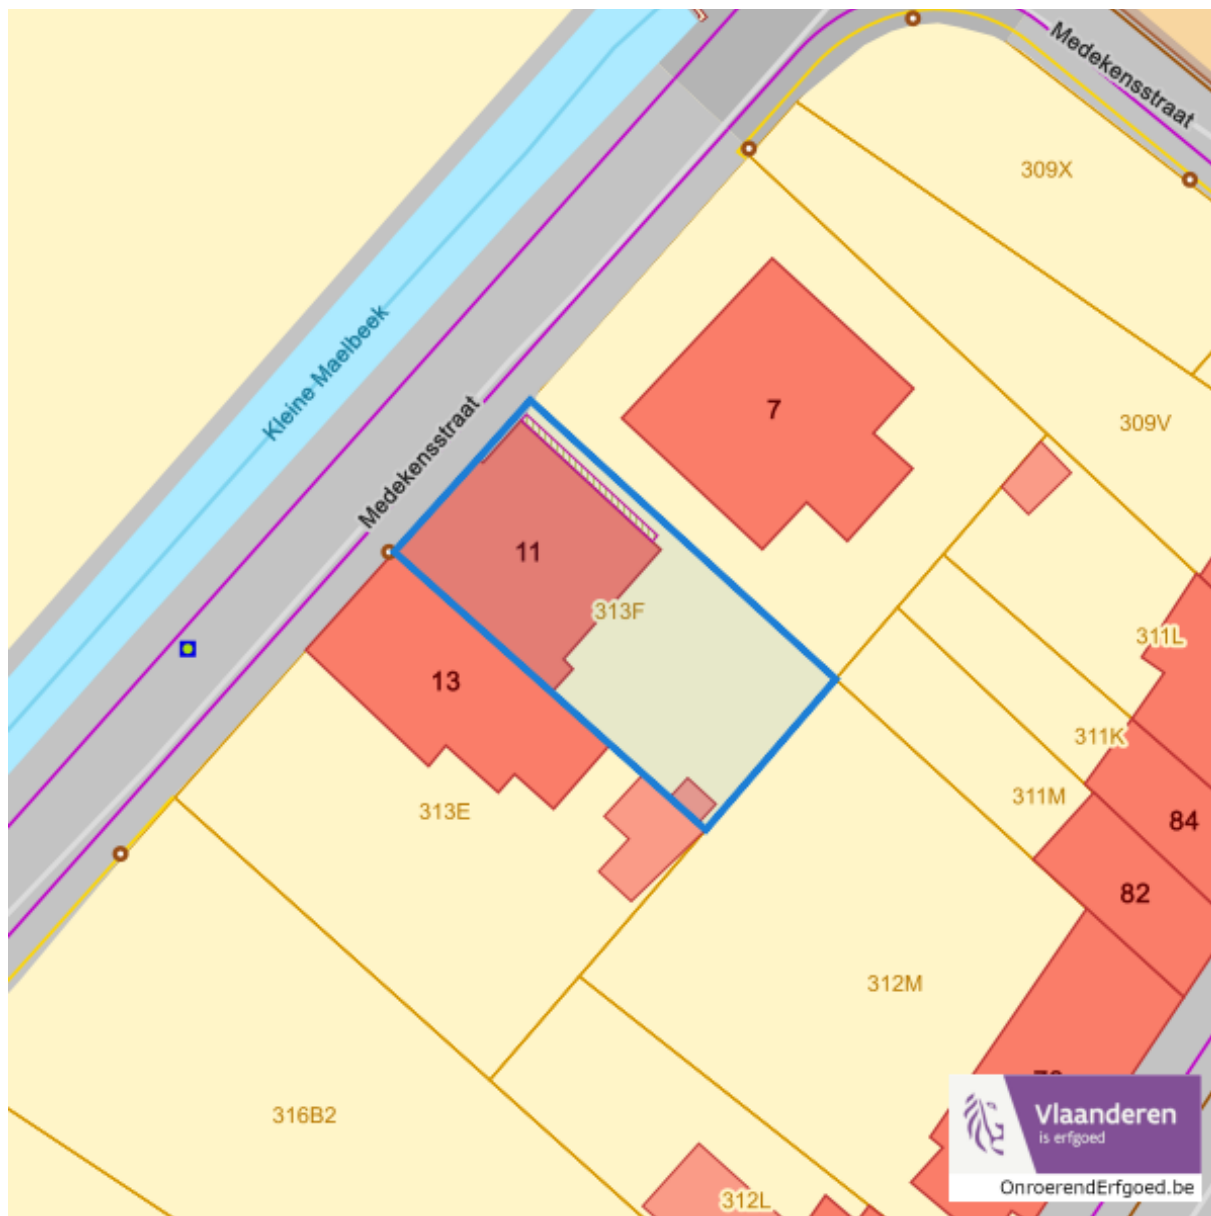 Medekensstraat
309X
Kleine Maelbeek
7
309V
Medekensstraat
11
313F
311L
13
311K
311M
313E
84
82
312M
316B2
312L
Vlaanderen
is erfgoed
OnroerendErfgoed.be